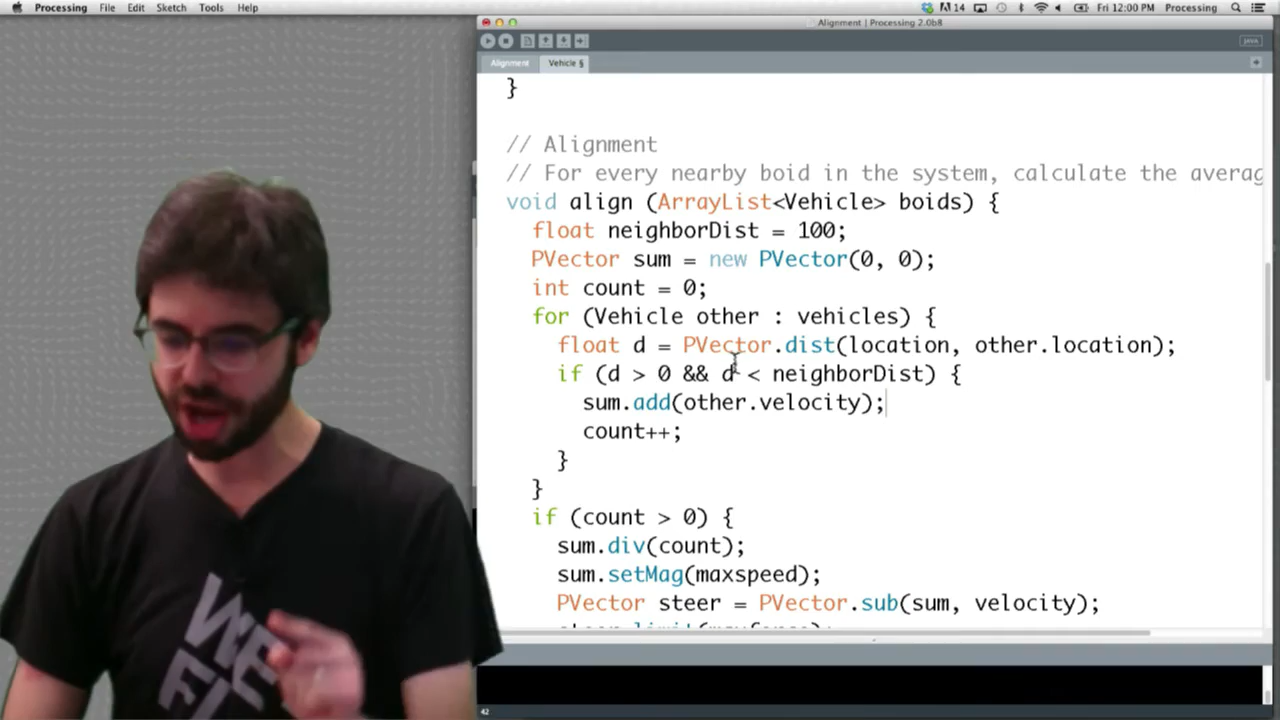 Processing File Edit Sketch Tools Help 14 Fri 12:00 PM Processing
Alignment | Processing 2.0b8
java
Alignment Vehicle §
}
// Alignment
// For every nearby boid in the system, calculate the averag
void align (ArrayList<Vehicle> boids) {
float neighborDist = 100;
PVector sum = new PVector(0, 0);
int count = 0;
for (Vehicle other : vehicles) {
float d = PVector.dist(location, other.location);
if (d > 0 && d < neighborDist) {
sum.add(other.velocity);
count++;
}
}
if (count > 0) {
sum.div(count);
sum.setMag(maxspeed);
PVector steer = PVector.sub(sum, velocity);
WE
42